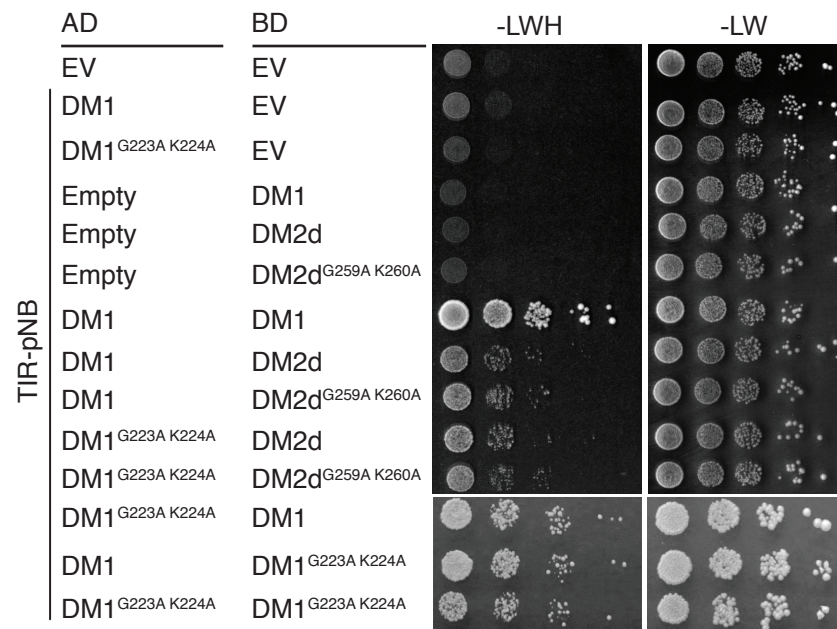 AD BD -LWH -LW
EV EV
DM1 EV
DM1G223A K224A EV
Empty DM1
Empty DM2d
Empty DM2dG259A K260A
DM1 DM1
DM1 DM2d
DM1 DM2dG259A K260A
DM1G223A K224A DM2d
DM1G223A K224A DM2dG259A K260A
DM1G223A K224A DM1
DM1 DM1G223A K224A
DM1G223A K224A DM1G223A K224A
TIR-pNB